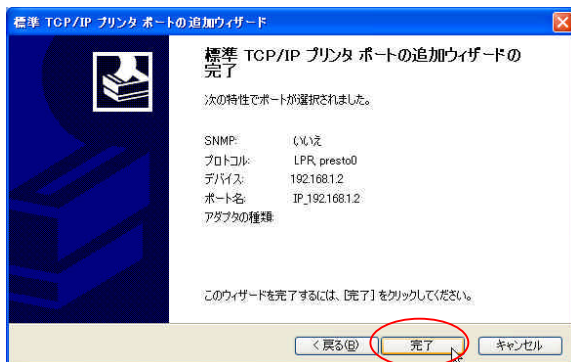 標準 TCP/IP プリンタ ポートの追加ウィザード
標準 TCP/IP プリンタ ポートの追加ウィザードの
完了
次の特性でポートが選択されました。
SNMP: いいえ
プロトコル: LPR, presto0
デバイス: 192.168.1.2
ポート名: IP_192.168.1.2
アダプタの種類:
このウィザードを完了するには、[完了] をクリックしてください。
< 戻る(B) 完了 キャンセル